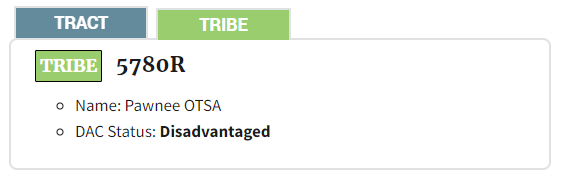 TRACT TRIBE
TRIBE 5780R
Name: Pawnee OTSA
DAC Status: Disadvantaged